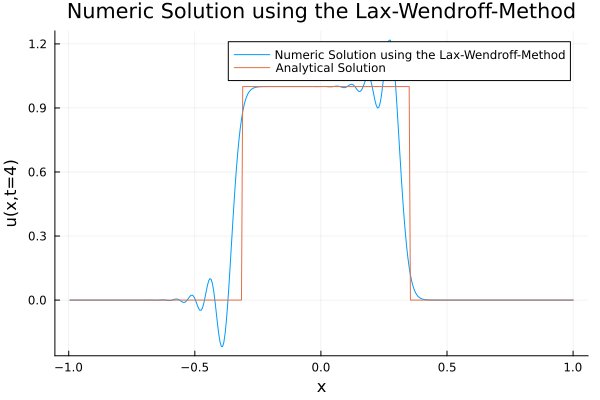 Numeric Solution using the Lax-Wendroff-Method
1.2
Numeric Solution using the Lax-Wendroff-Method
Analytical Solution
0.9
u(x,t=4)
0.6
0.3
0.0
−1.0 −0.5 0.0 0.5 1.0
x